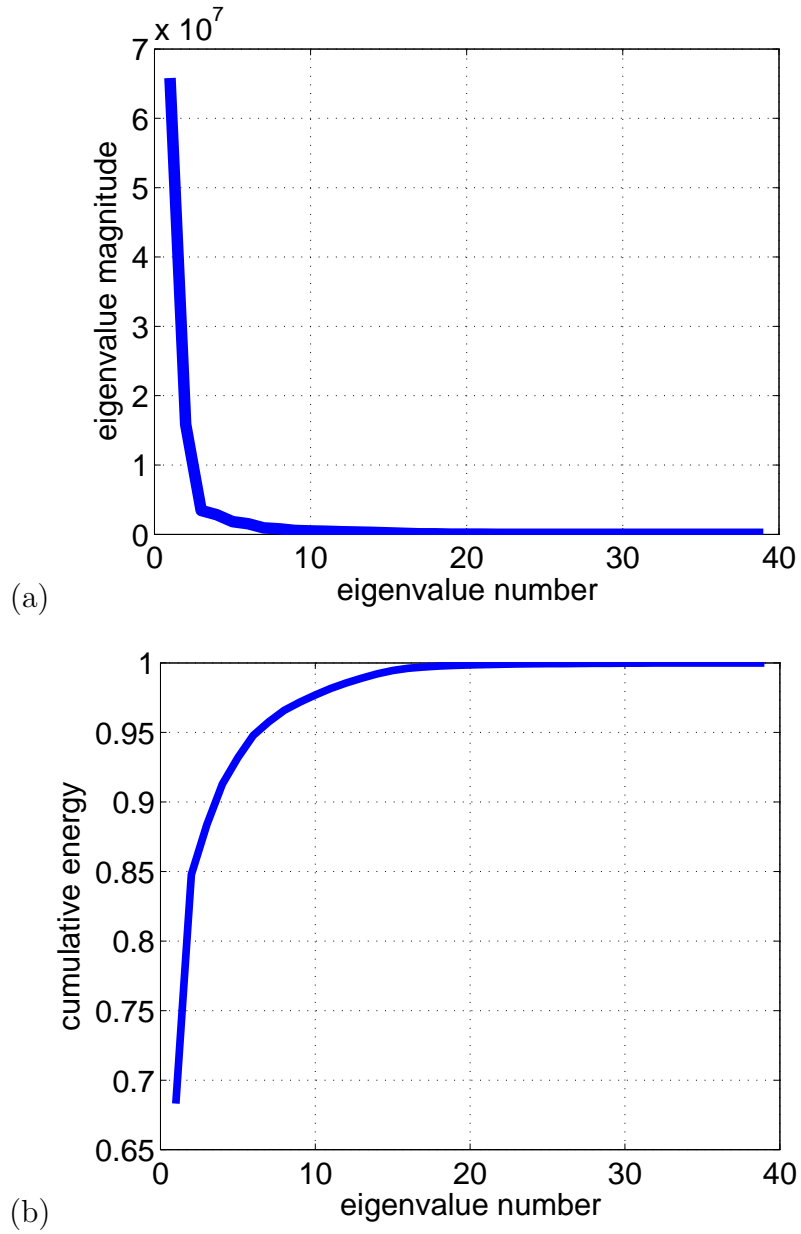 x 10^7
7
6
5
4
3
2
1
0
eigenvalue magnitude
0 10 20 30 40
eigenvalue number
(a)
1
0.95
0.9
0.85
0.8
0.75
0.7
0.65
cumulative energy
0 10 20 30 40
eigenvalue number
(b)